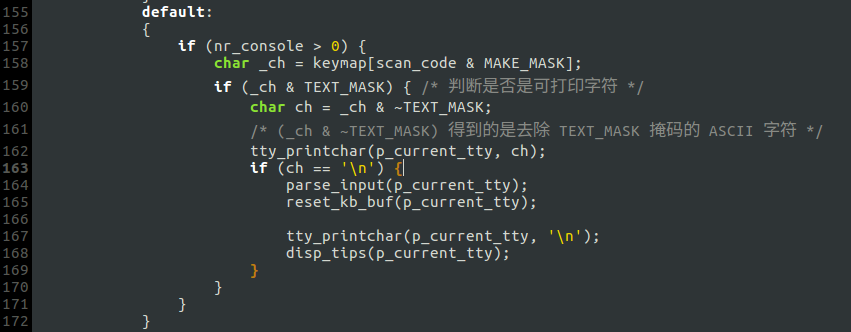 155 default:
156 {
157 if (nr_console > 0) {
158 char _ch = keymap[scan_code & MAKE_MASK];
159 if (_ch & TEXT_MASK) { /* 判断是否是可打印字符 */
160 char ch = _ch & ~TEXT_MASK;
161 /* (_ch & ~TEXT_MASK) 得到的是去除 TEXT_MASK 掩码的 ASCII 字符 */
162 tty_printchar(p_current_tty, ch);
163 if (ch == '\n') {
164 parse_input(p_current_tty);
165 reset_kb_buf(p_current_tty);
166
167 tty_printchar(p_current_tty, '\n');
168 disp_tips(p_current_tty);
169 }
170 }
171 }
172 }